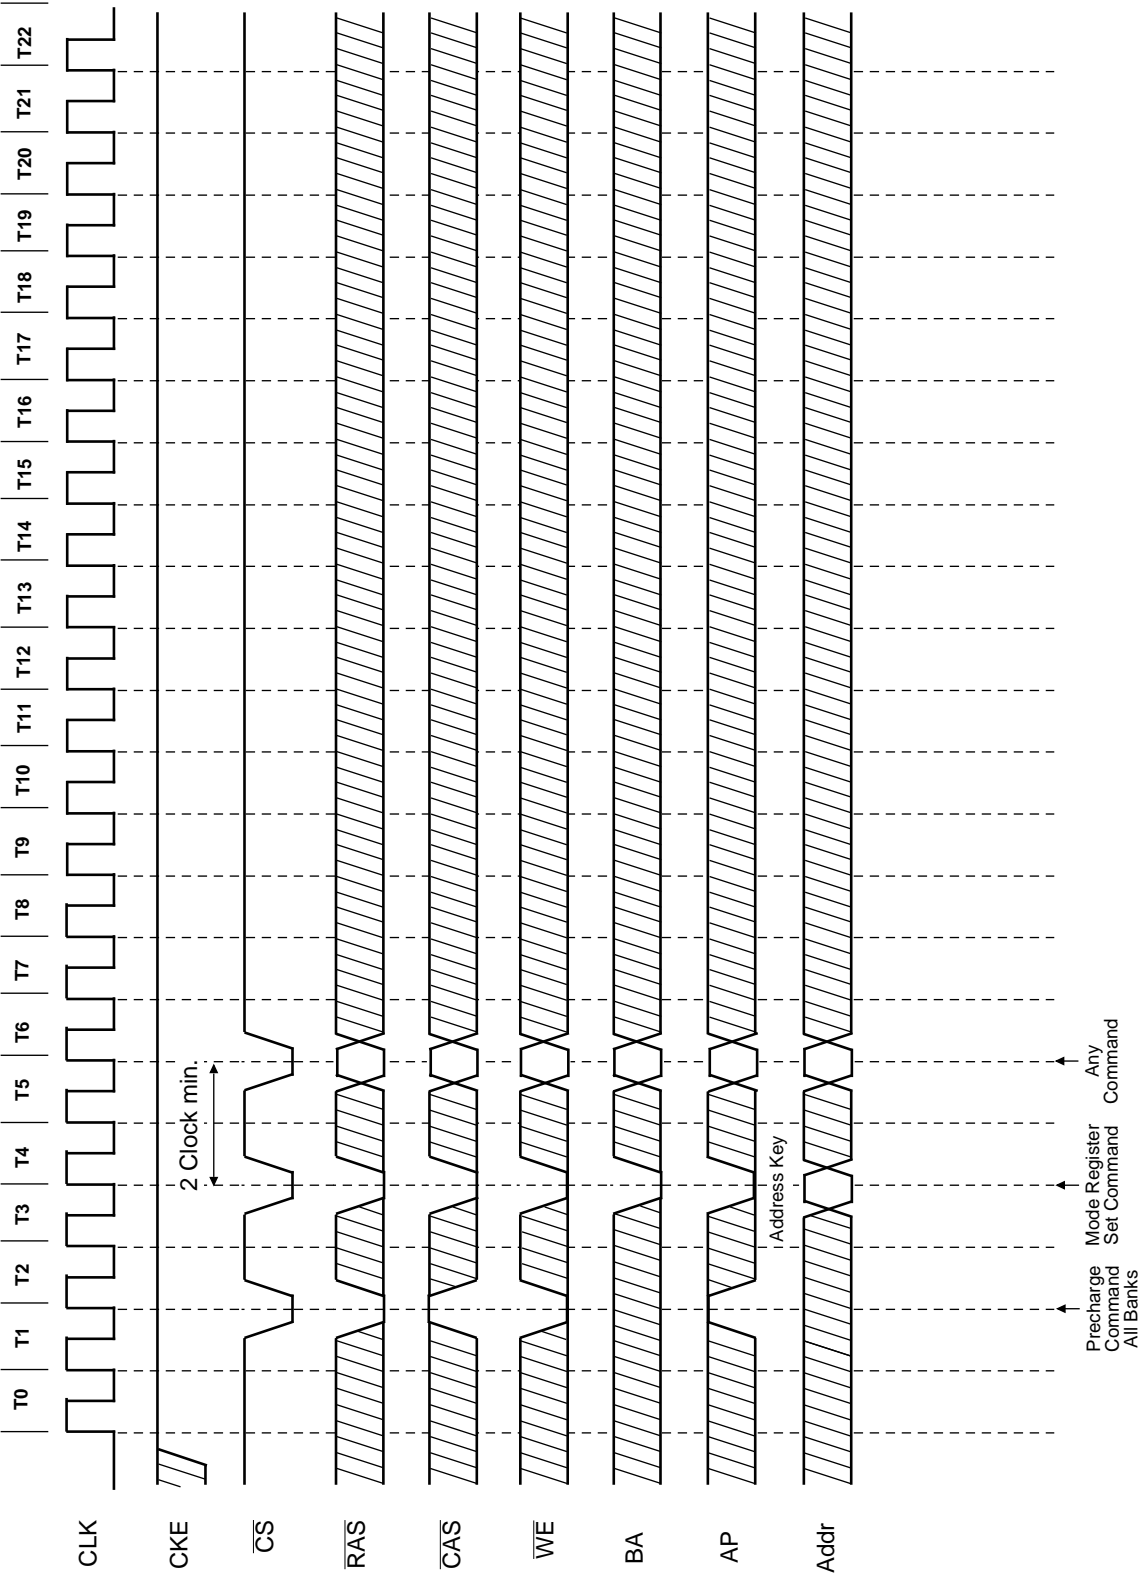 T0 T1 T2 T3 T4 T5 T6 T7 T8 T9 T10 T11 T12 T13 T14 T15 T16 T17 T18 T19 T20 T21 T22
CLK
CKE
2 Clock min.
CS
RAS
CAS
WE
BA
AP
Address Key
Addr
Precharge
Command
All Banks
Mode Register
Set Command
Any
Command